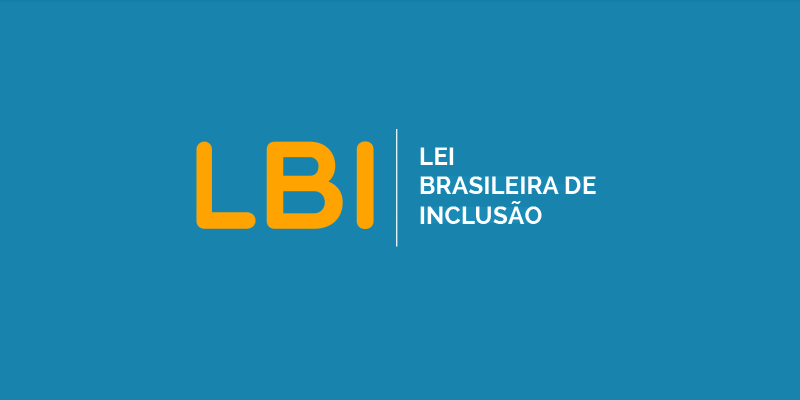 LBI
LEI
BRASILEIRA DE
INCLUSÃO